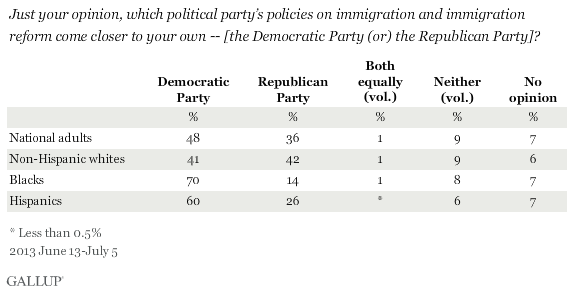 Just your opinion, which political party's policies on immigration and immigration
reform come closer to your own -- [the Democratic Party (or) the Republican Party]?
Democratic Party Republican Party Both equally (vol.) Neither (vol.) No opinion
% % % % %
National adults 48 36 1 9 7
Non-Hispanic whites 41 42 1 9 6
Blacks 70 14 1 8 7
Hispanics 60 26 * 6 7
* Less than 0.5%
2013 June 13-July 5
GALLUP